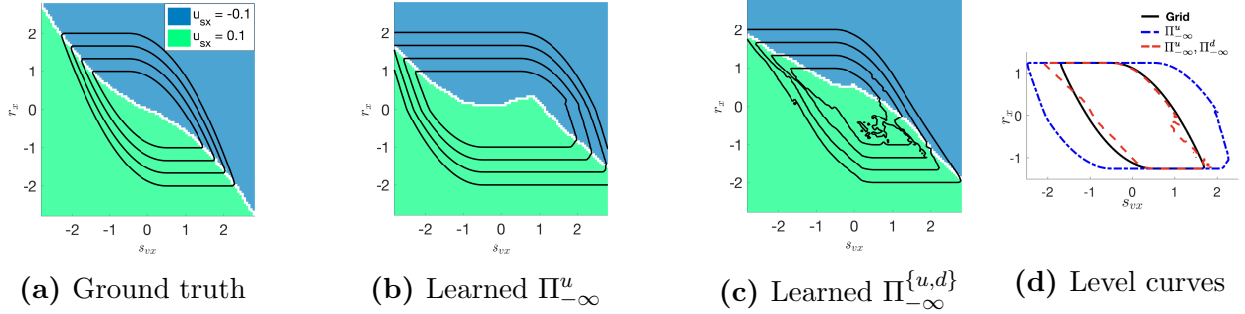 u_sx = -0.1
u_sx = 0.1
r_x
2
1
0
-1
-2
-2 -1 0 1 2
s_vx
(a) Ground truth
2
1
0
-1
-2
-2 -1 0 1 2
s_vx
(b) Learned Π^u_{-∞}
r_x
2
1
0
-1
-2
-2 -1 0 1 2
s_vx
(c) Learned Π^{u,d}_{-∞}
Grid
Π^u_{-∞}
Π^u_{-∞}, Π^d_{-∞}
r_x
1
0
-1
-2 -1 0 1 2
s_vx
(d) Level curves